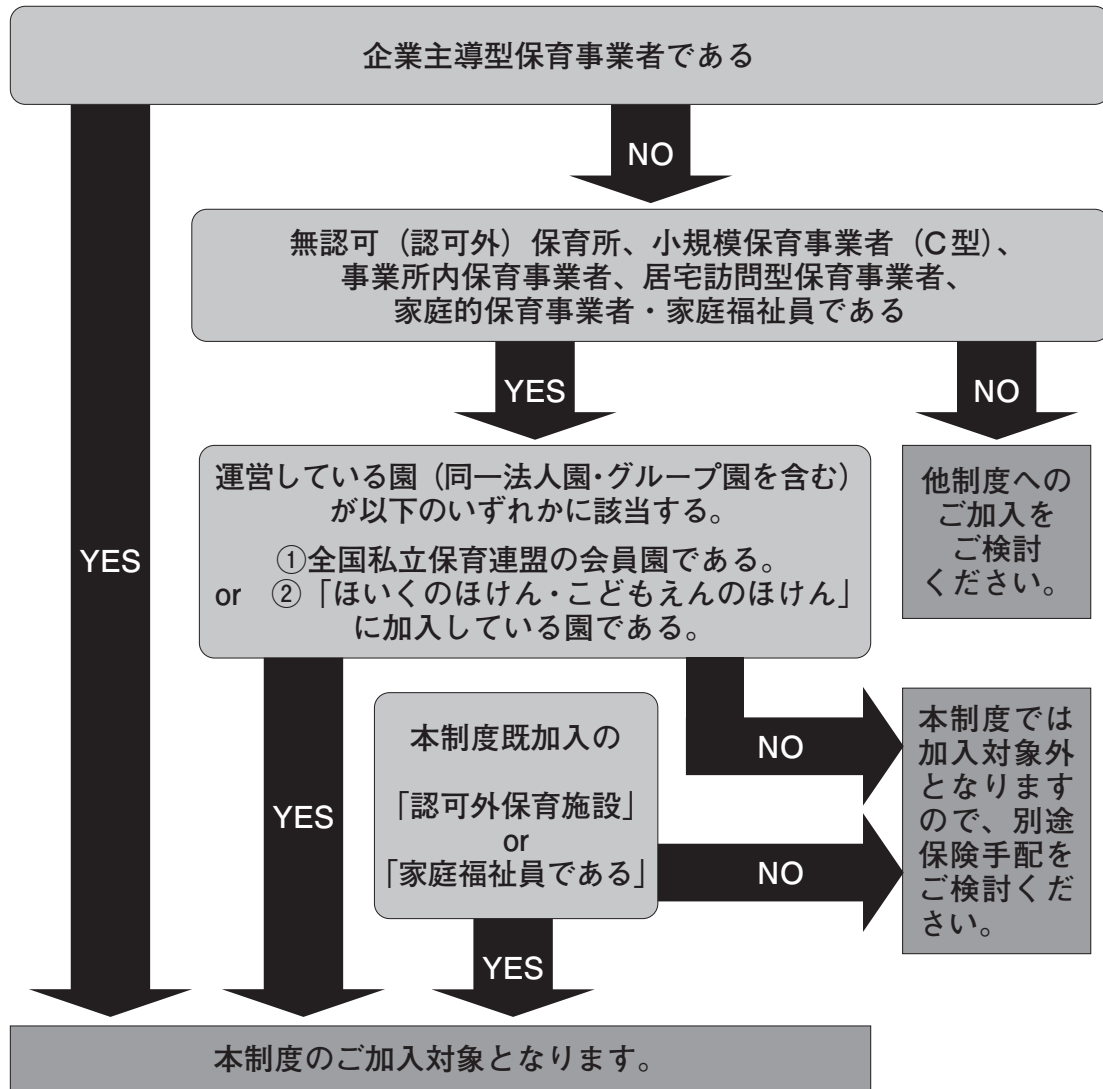 企業主導型保育事業者である
NO
無認可（認可外）保育所、小規模保育事業者（C型）、
事業所内保育事業者、居宅訪問型保育事業者、
家庭的保育事業者・家庭福祉員である
YES
NO
運営している園（同一法人園・グループ園を含む）
が以下のいずれかに該当する。
①全国私立保育連盟の会員園である。
or ②「ほいくのほけん・こどもえんのほけん」
に加入している園である。
他制度への
ご加入を
ご検討
ください。
YES
本制度既加入の
「認可外保育施設」
or
「家庭福祉員である」
NO
YES
NO
本制度では
加入対象外
となります
ので、別途
保険手配を
ご検討くだ
さい。
YES
本制度のご加入対象となります。